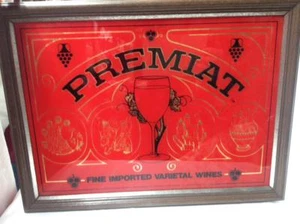 PREMIAT
FINE IMPORTED VARIETAL WINES